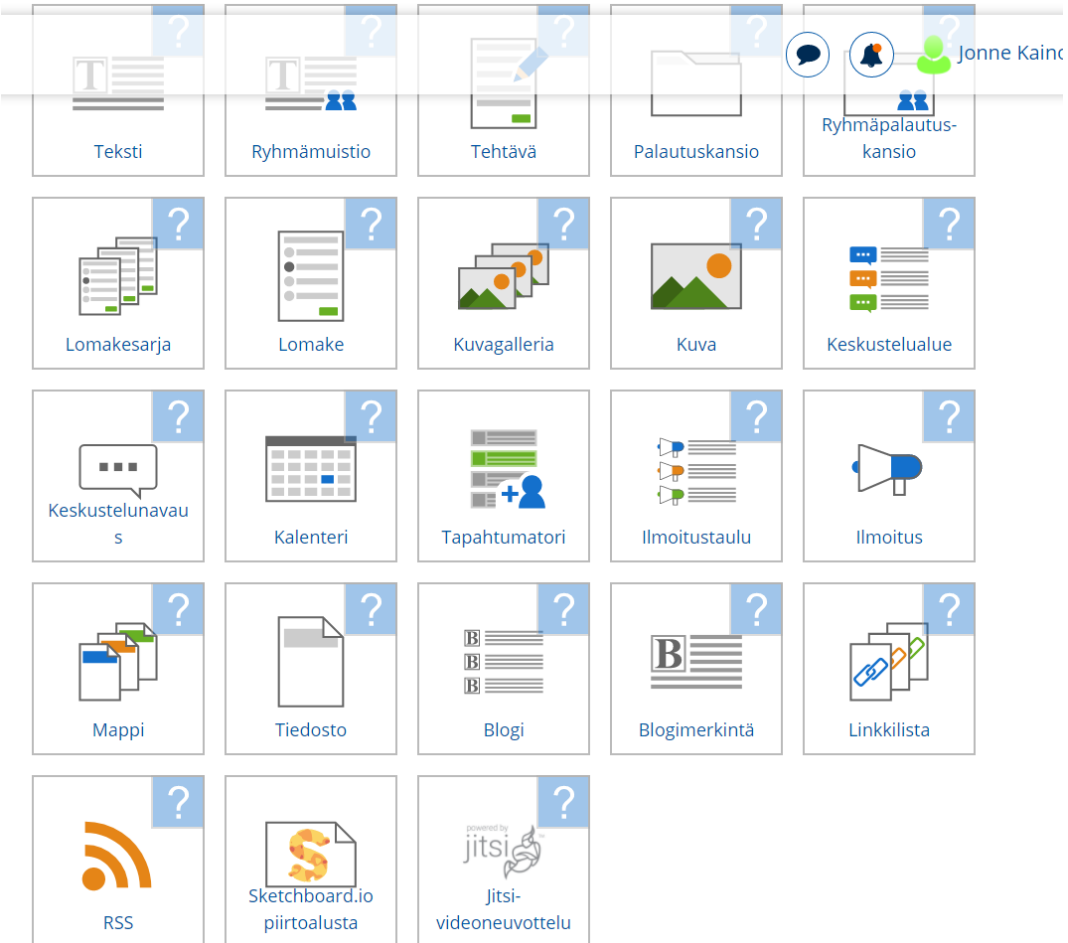 Jonne Kaino
Teksti
Ryhmämuistio
Tehtävä
Palautuskansio
Ryhmäpalautus-
kansio
Lomakesarja
Lomake
Kuvagalleria
Kuva
Keskustelualue
Keskustelunavau
s
Kalenteri
Tapahtumatori
Ilmoitustaulu
Ilmoitus
Mappi
Tiedosto
Blogi
Blogimerkintä
Linkkilista
RSS
Sketchboard.io
piirtoalusta
powered by
jitsi
Jitsi-
videoneuvottelu